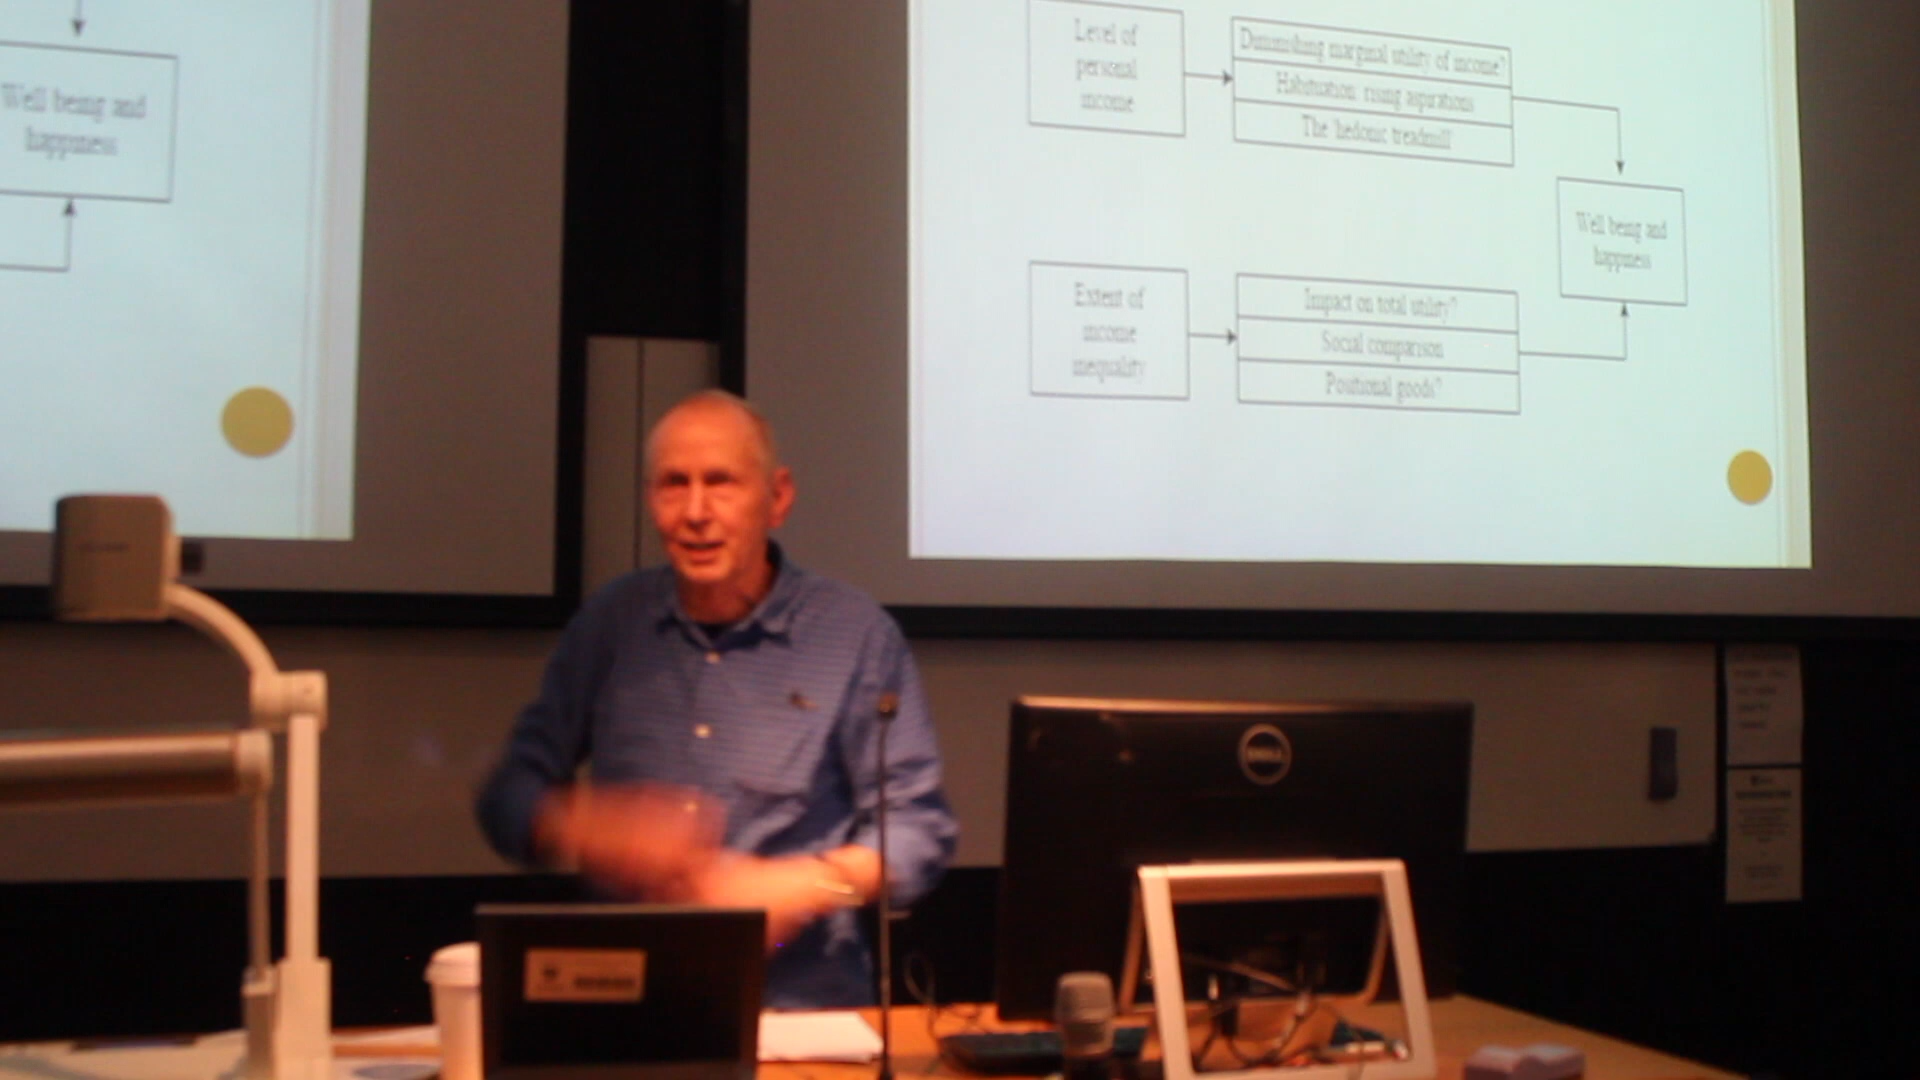 Well being and
happiness
Level of
personal
income
Diminishing marginal utility of income?
Habituation: rising aspirations
The 'hedonic treadmill'
Well being and
happiness
Extent of
income
inequality
Impact on total utility?
Social comparison
Positional goods?
DELL